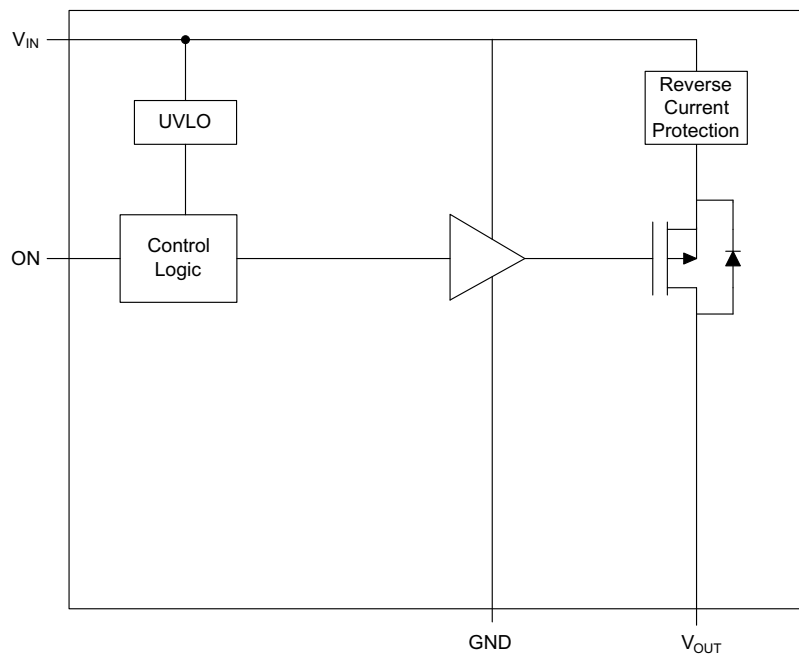 V_IN
Reverse
Current
Protection
UVLO
ON
Control
Logic
GND
V_OUT